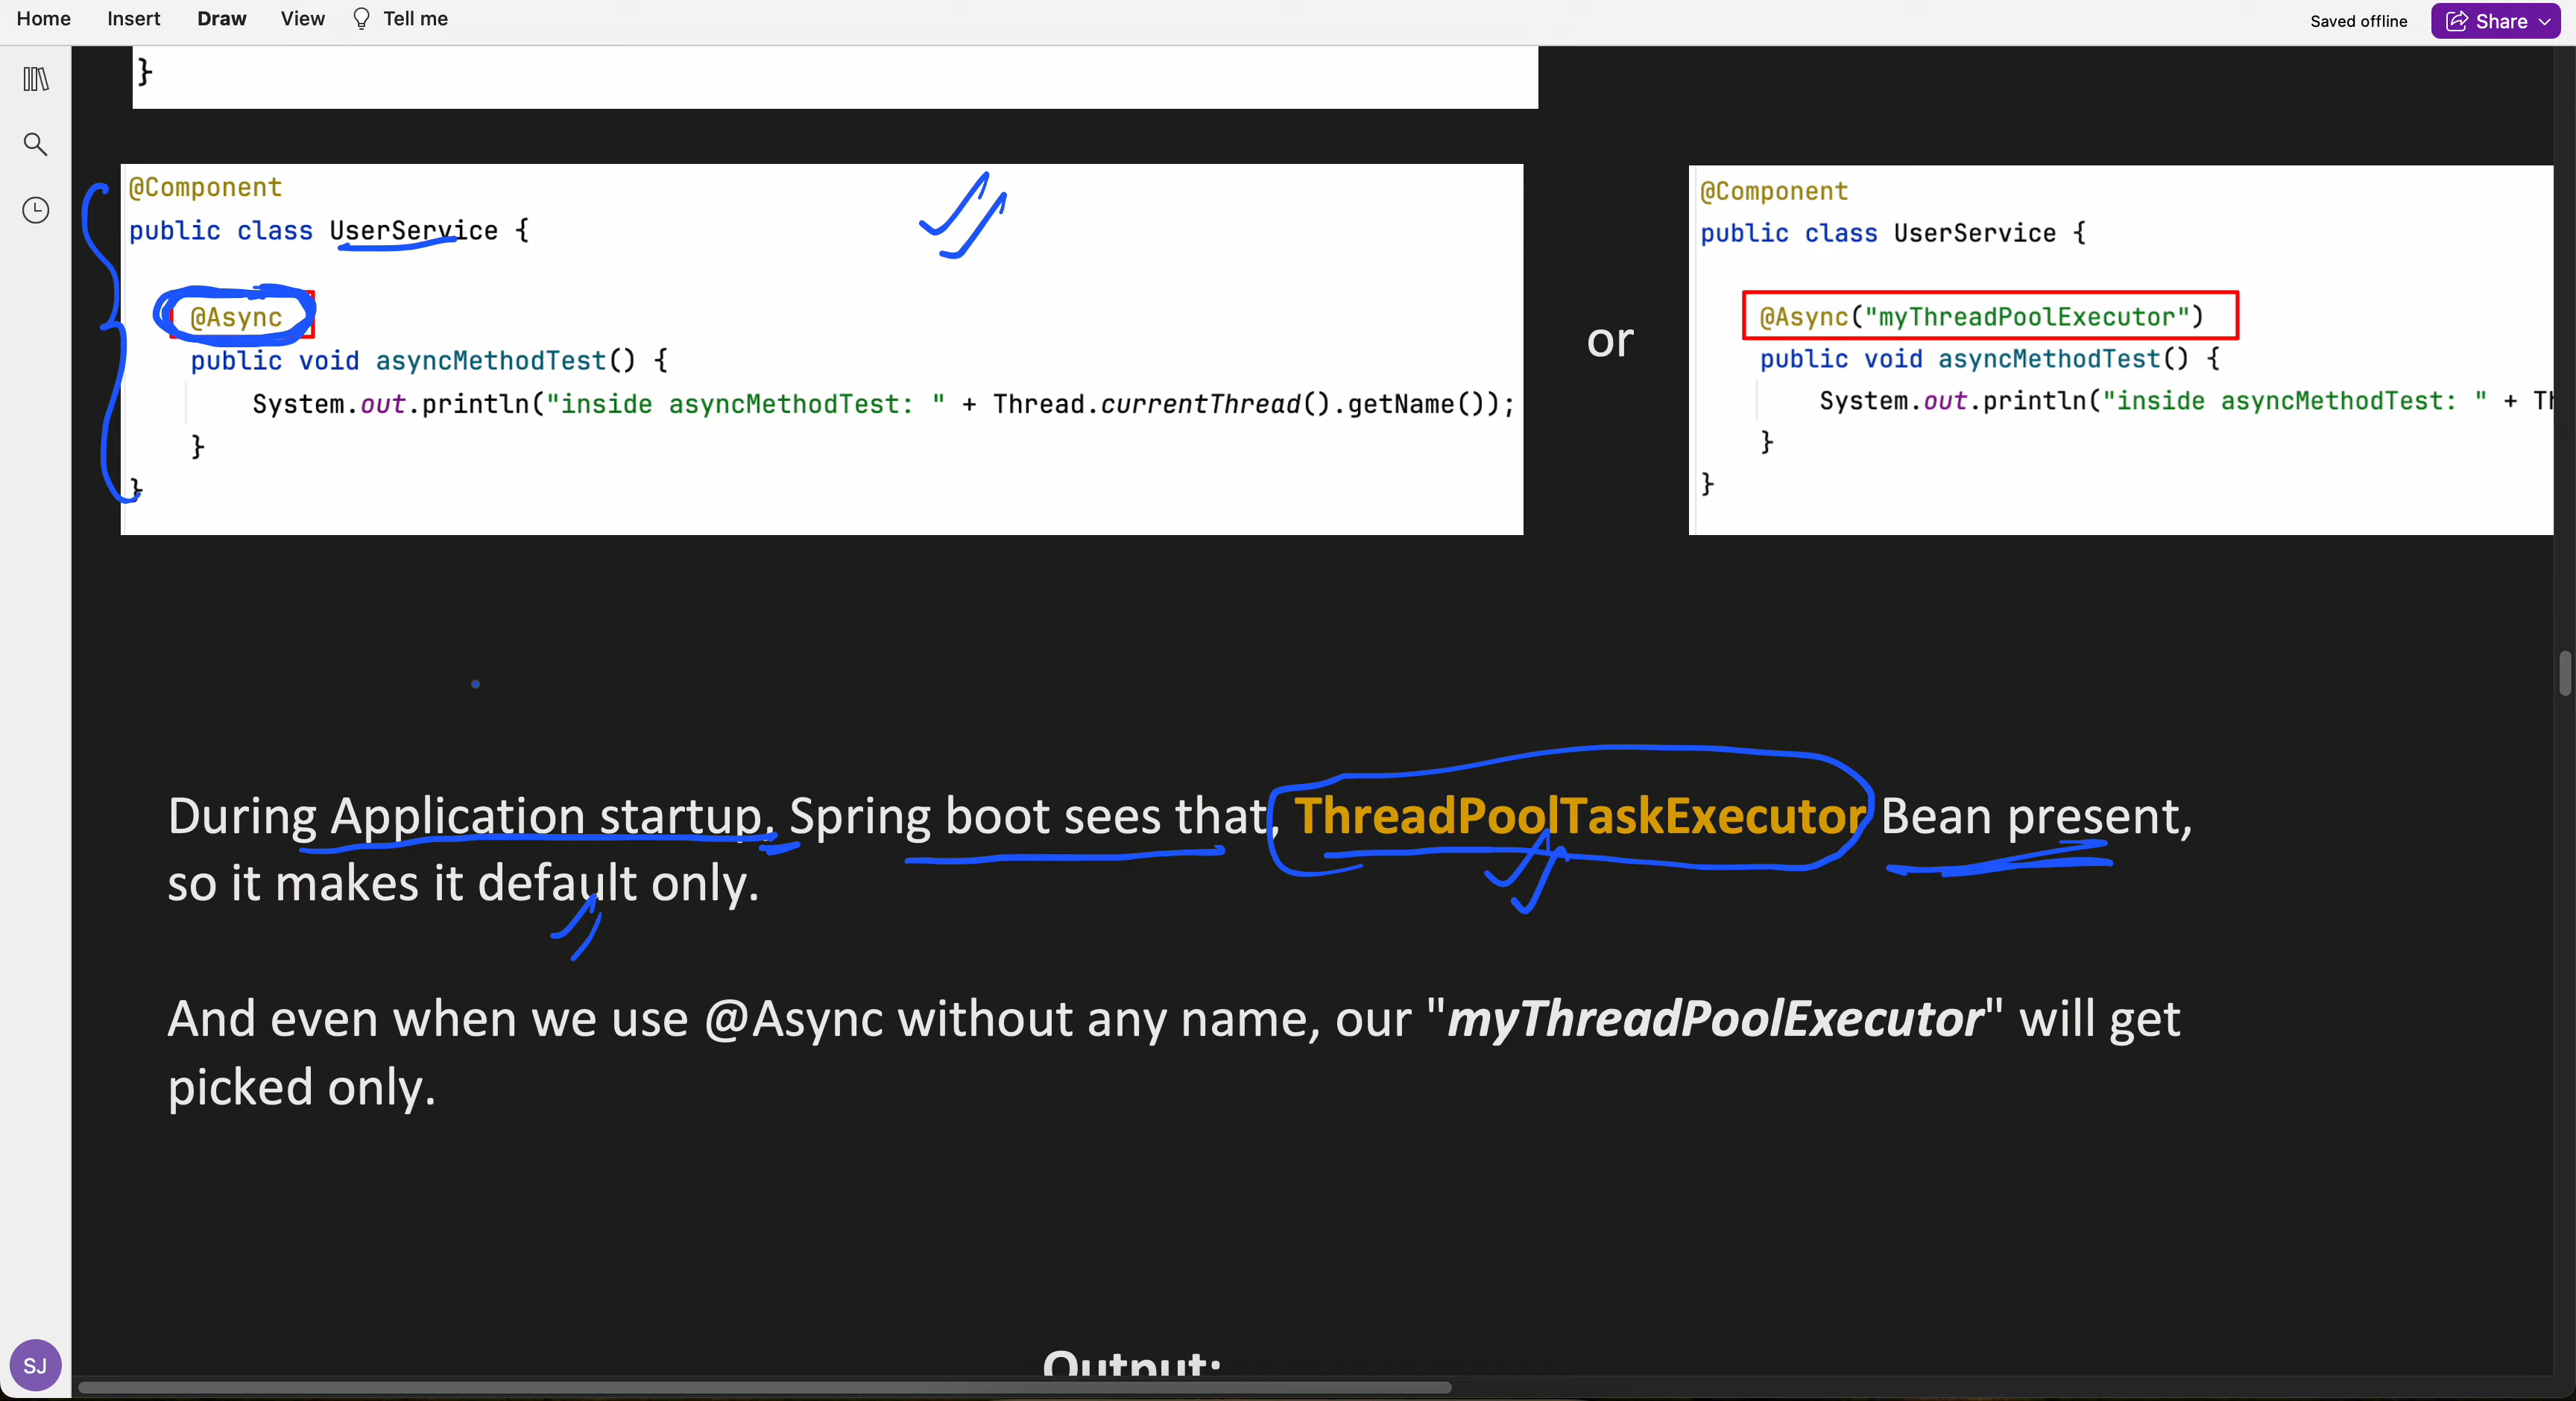 Home Insert Draw View Tell me Saved offline Share
}
@Component
public class UserService {
@Async
public void asyncMethodTest() {
System.out.println("inside asyncMethodTest: " + Thread.currentThread().getName());
}
}
or
@Component
public class UserService {
@Async("myThreadPoolExecutor")
public void asyncMethodTest() {
System.out.println("inside asyncMethodTest: " + Th
}
}
During Application startup, Spring boot sees that, ThreadPoolTaskExecutor Bean present,
so it makes it default only.
And even when we use @Async without any name, our "myThreadPoolExecutor" will get
picked only.
Output:
SJ